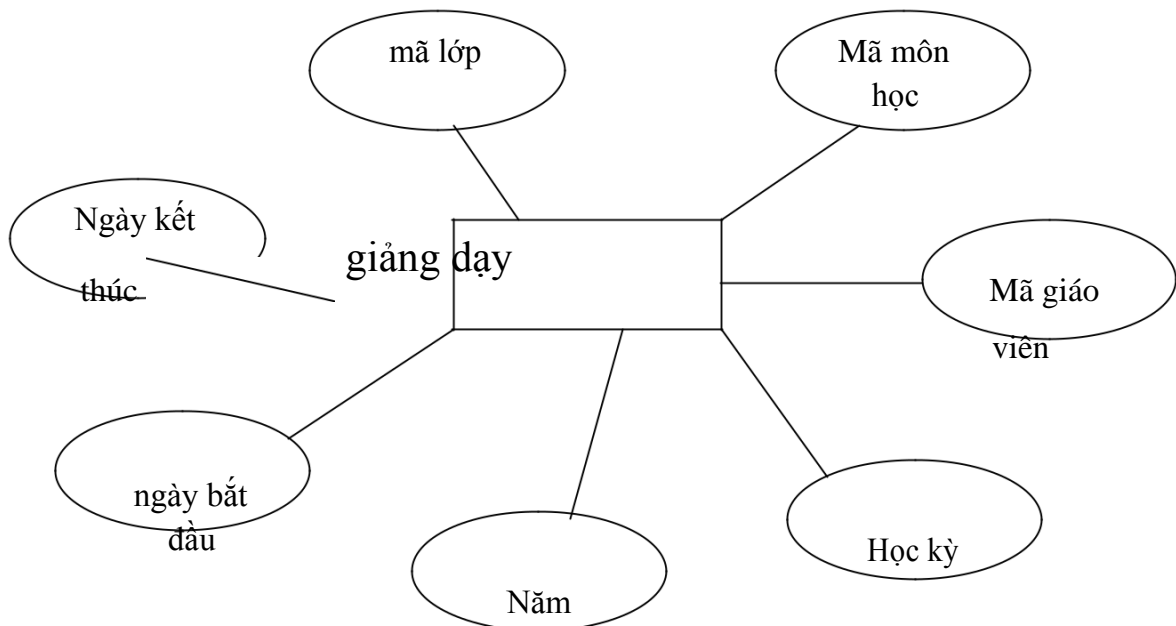 mã lớp
Mã môn
học
Ngày kết
thúc
giảng dạy
Mã giáo
viên
ngày bắt
đầu
Học kỳ
Năm